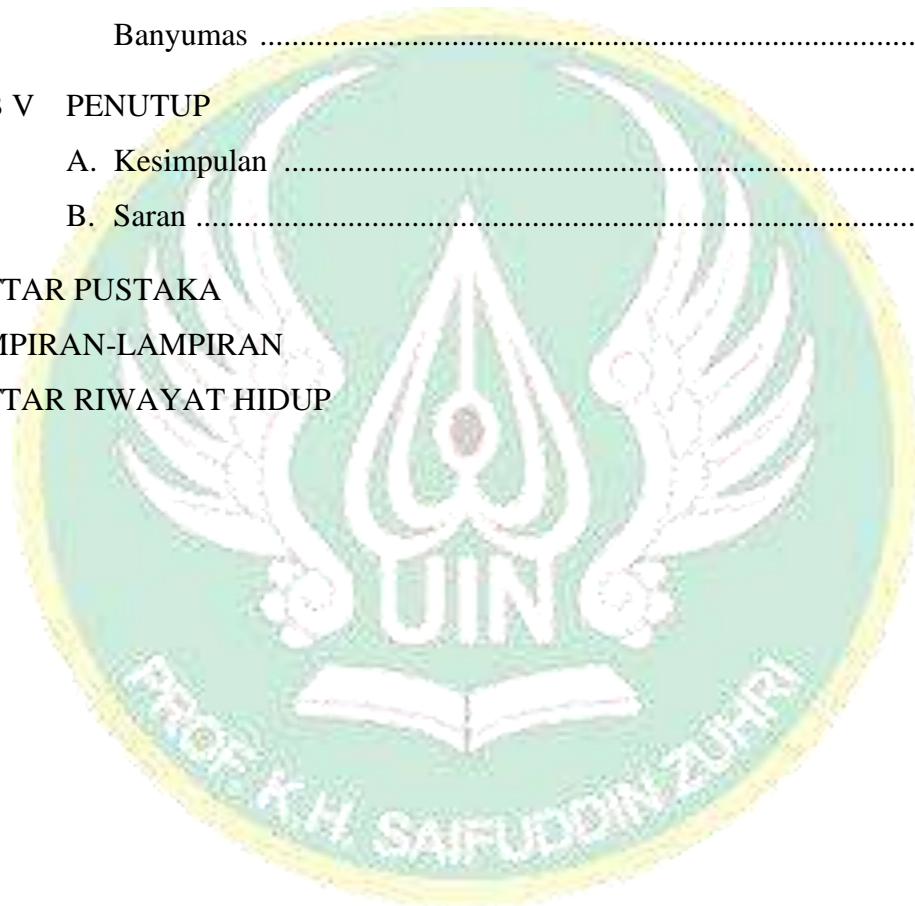 Banyumas ................................................................................
B V PENUTUP
A. Kesimpulan ...............................................................................
B. Saran ..........................................................................................
TAR PUSTAKA
MPIRAN-LAMPIRAN
TAR RIWAYAT HIDUP
UIN
PROF. K.H. SAIFUDDIN ZUHRI